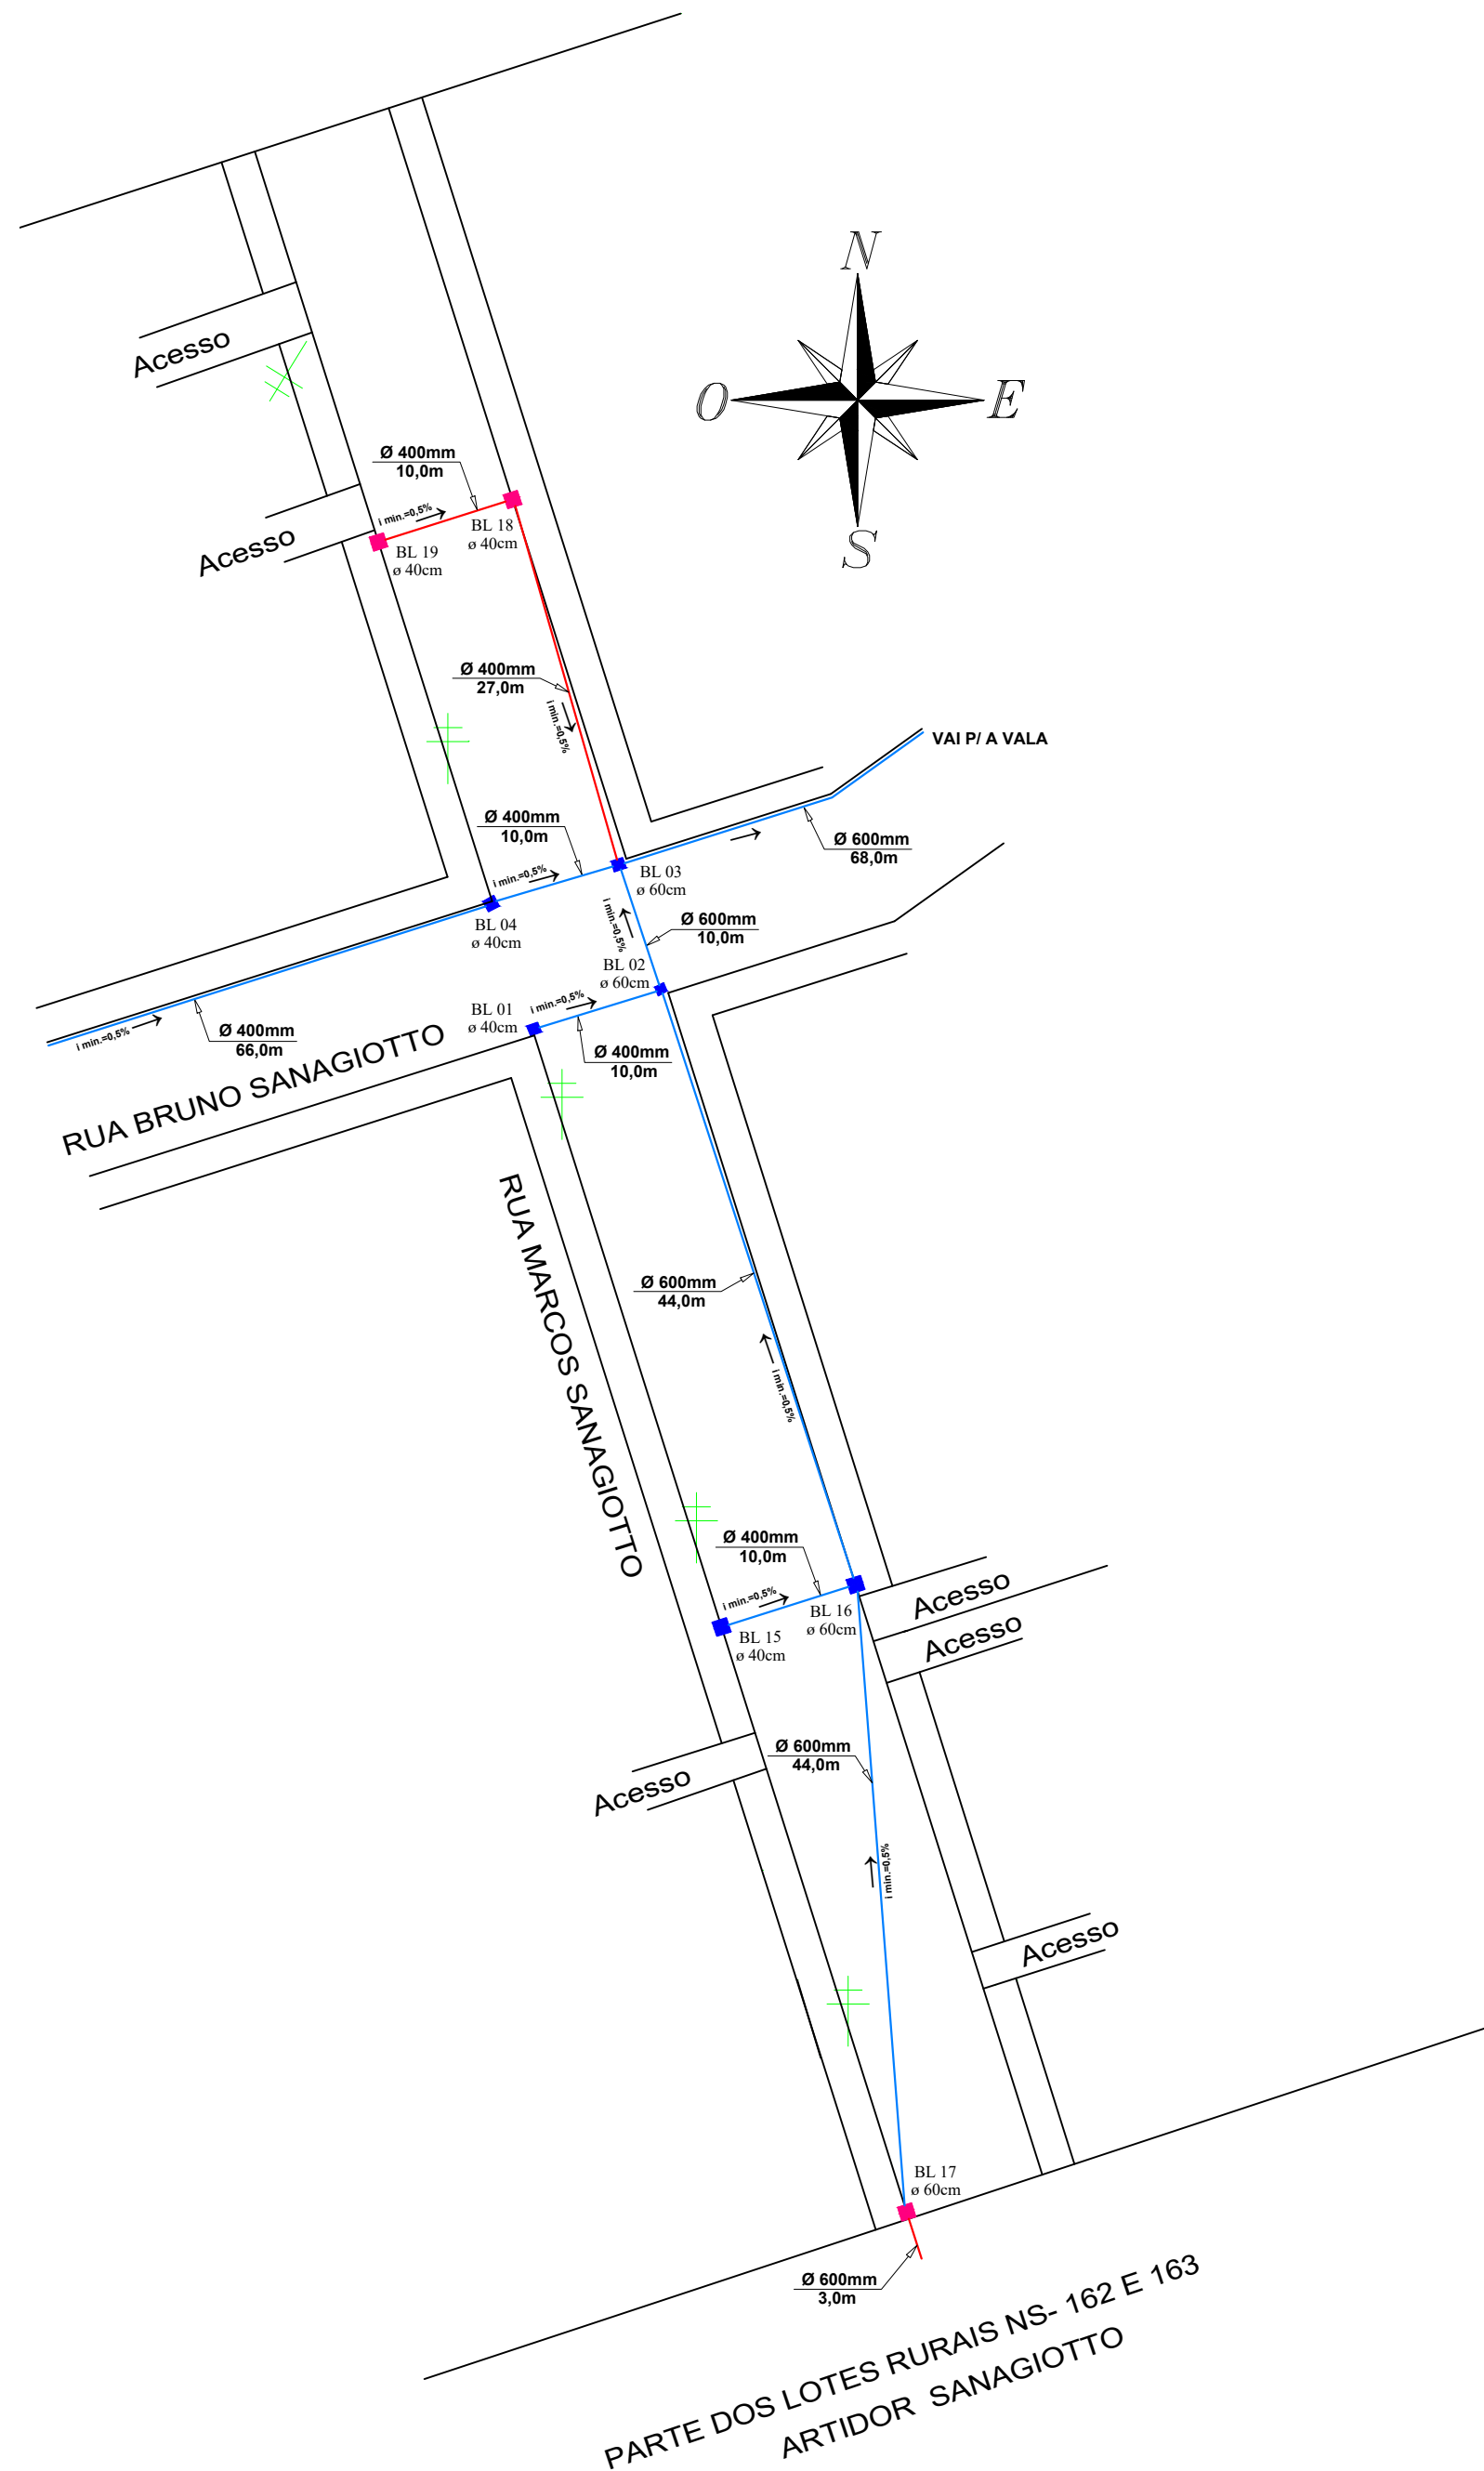 N
O
E
S
Acesso
Ø 400mm
10,0m
i min.=0,5%
BL 18
ø 40cm
BL 19
ø 40cm
Acesso
Ø 400mm
27,0m
i min.=0,5%
VAI P/ A VALA
Ø 400mm
10,0m
Ø 600mm
68,0m
i min.=0,5%
BL 03
ø 60cm
BL 04
ø 40cm
i min.=0,5%
Ø 600mm
10,0m
BL 02
ø 60cm
BL 01
ø 40cm
i min.=0,5%
i min.=0,5%
Ø 400mm
66,0m
Ø 400mm
10,0m
RUA BRUNO SANAGIOTTO
RUA MARCOS SANAGIOTTO
Ø 600mm
44,0m
i min.=0,5%
Ø 400mm
10,0m
i min.=0,5%
BL 16
ø 60cm
BL 15
ø 40cm
Acesso
Acesso
Ø 600mm
44,0m
Acesso
i min.=0,5%
Acesso
BL 17
ø 60cm
Ø 600mm
3,0m
PARTE DOS LOTES RURAIS NS- 162 E 163
ARTIDOR SANAGIOTTO